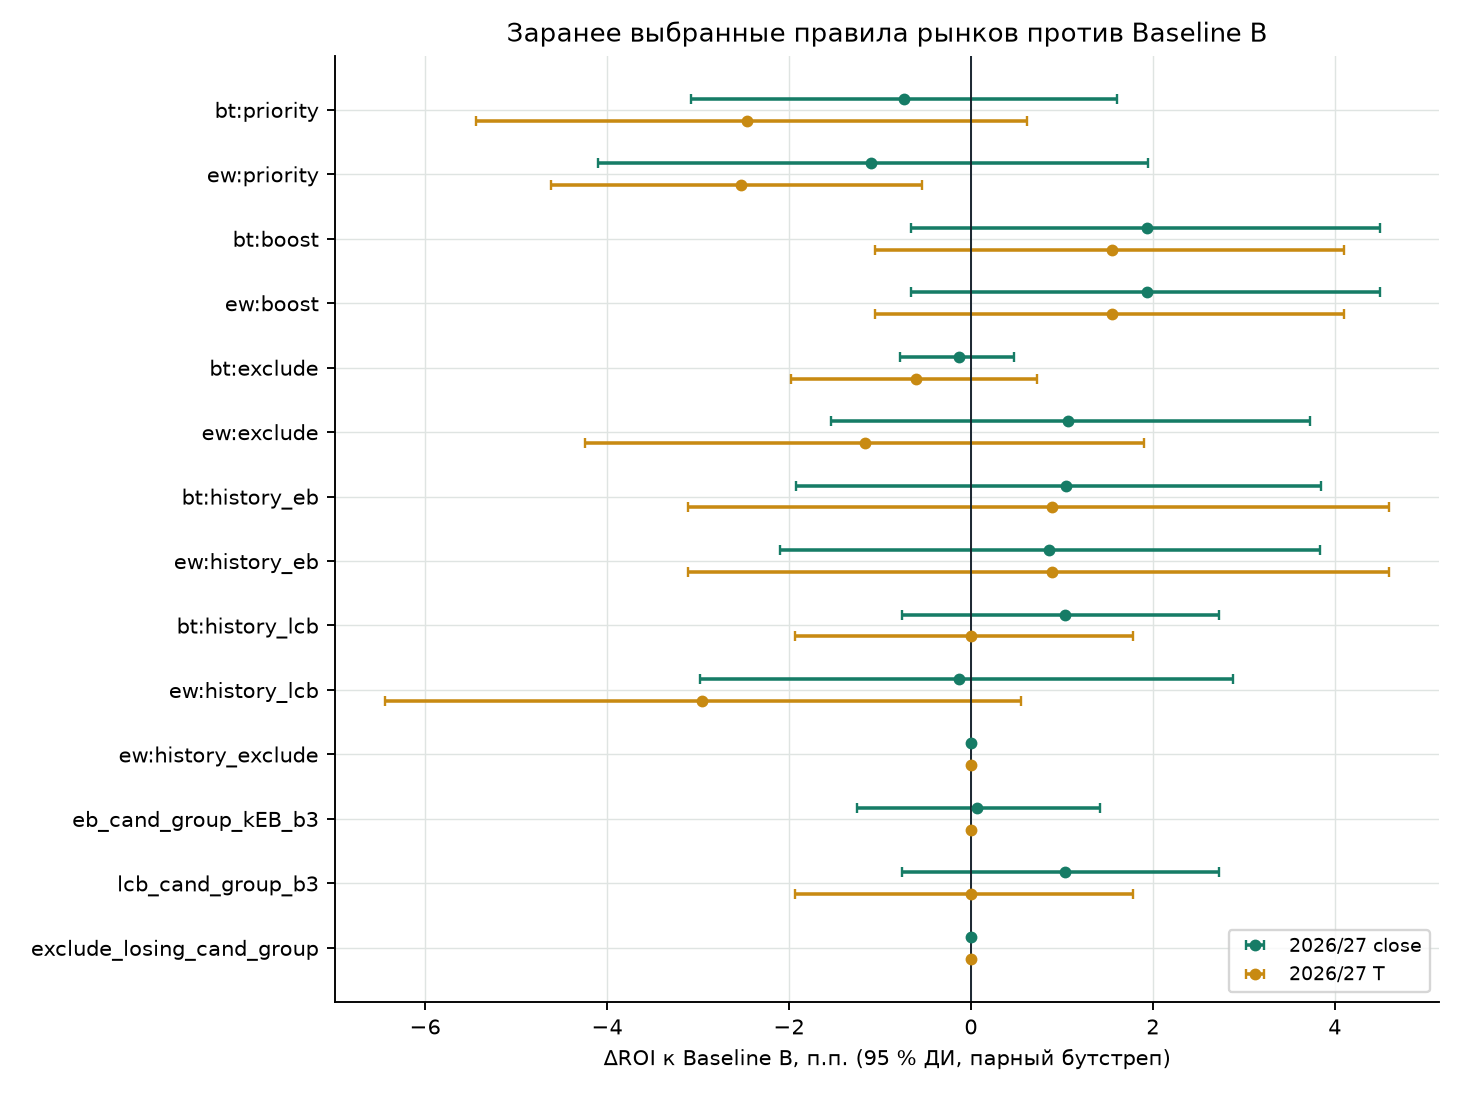 Заранее выбранные правила рынков против Baseline B
bt:priority
ew:priority
bt:boost
ew:boost
bt:exclude
ew:exclude
bt:history_eb
ew:history_eb
bt:history_lcb
ew:history_lcb
ew:history_exclude
eb_cand_group_kEB_b3
lcb_cand_group_b3
exclude_losing_cand_group
2026/27 close
2026/27 T
−6 −4 −2 0 2 4
ΔROI к Baseline B, п.п. (95 % ДИ, парный бутстреп)